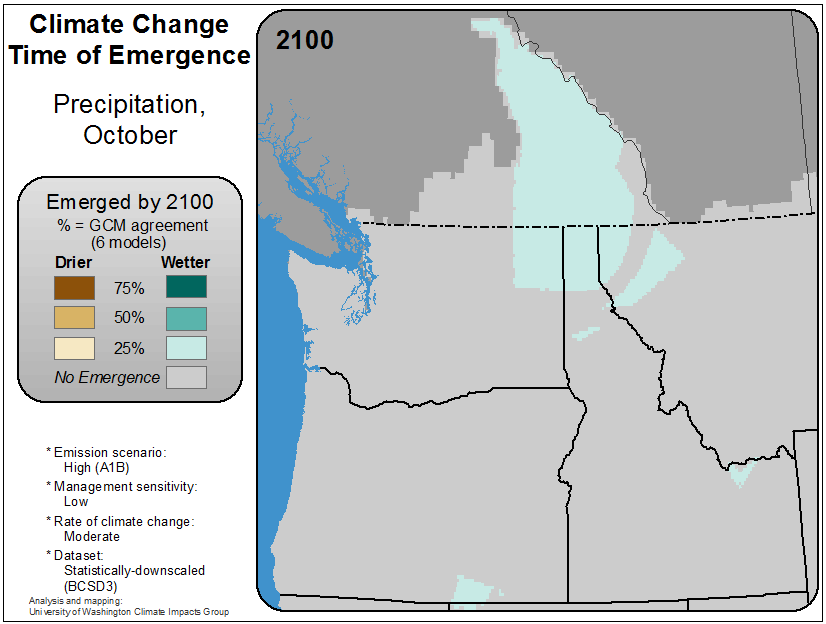 Climate Change
Time of Emergence
Precipitation,
October
2100
Emerged by 2100
% = GCM agreement
(6 models)
Drier Wetter
75%
50%
25%
No Emergence
* Emission scenario:
High (A1B)
* Management sensitivity:
Low
* Rate of climate change:
Moderate
* Dataset:
Statistically-downscaled
(BCSD3)
Analysis and mapping:
University of Washington Climate Impacts Group